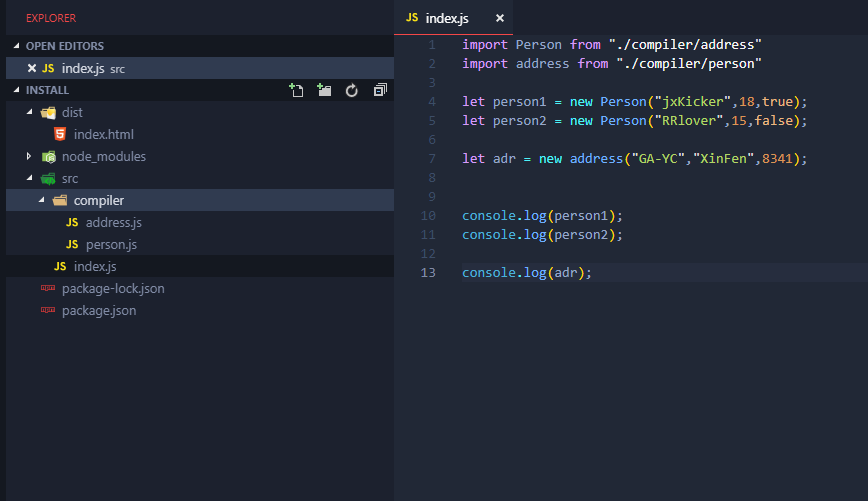 EXPLORER
OPEN EDITORS
JS index.js src
INSTALL
dist
index.html
node_modules
src
compiler
JS address.js
JS person.js
JS index.js
package-lock.json
package.json
JS index.js
1 import Person from "./compiler/address"
2 import address from "./compiler/person"
3
4 let person1 = new Person("jxKicker",18,true);
5 let person2 = new Person("RRlover",15,false);
6
7 let adr = new address("GA-YC","XinFen",8341);
8
9
10 console.log(person1);
11 console.log(person2);
12
13 console.log(adr);